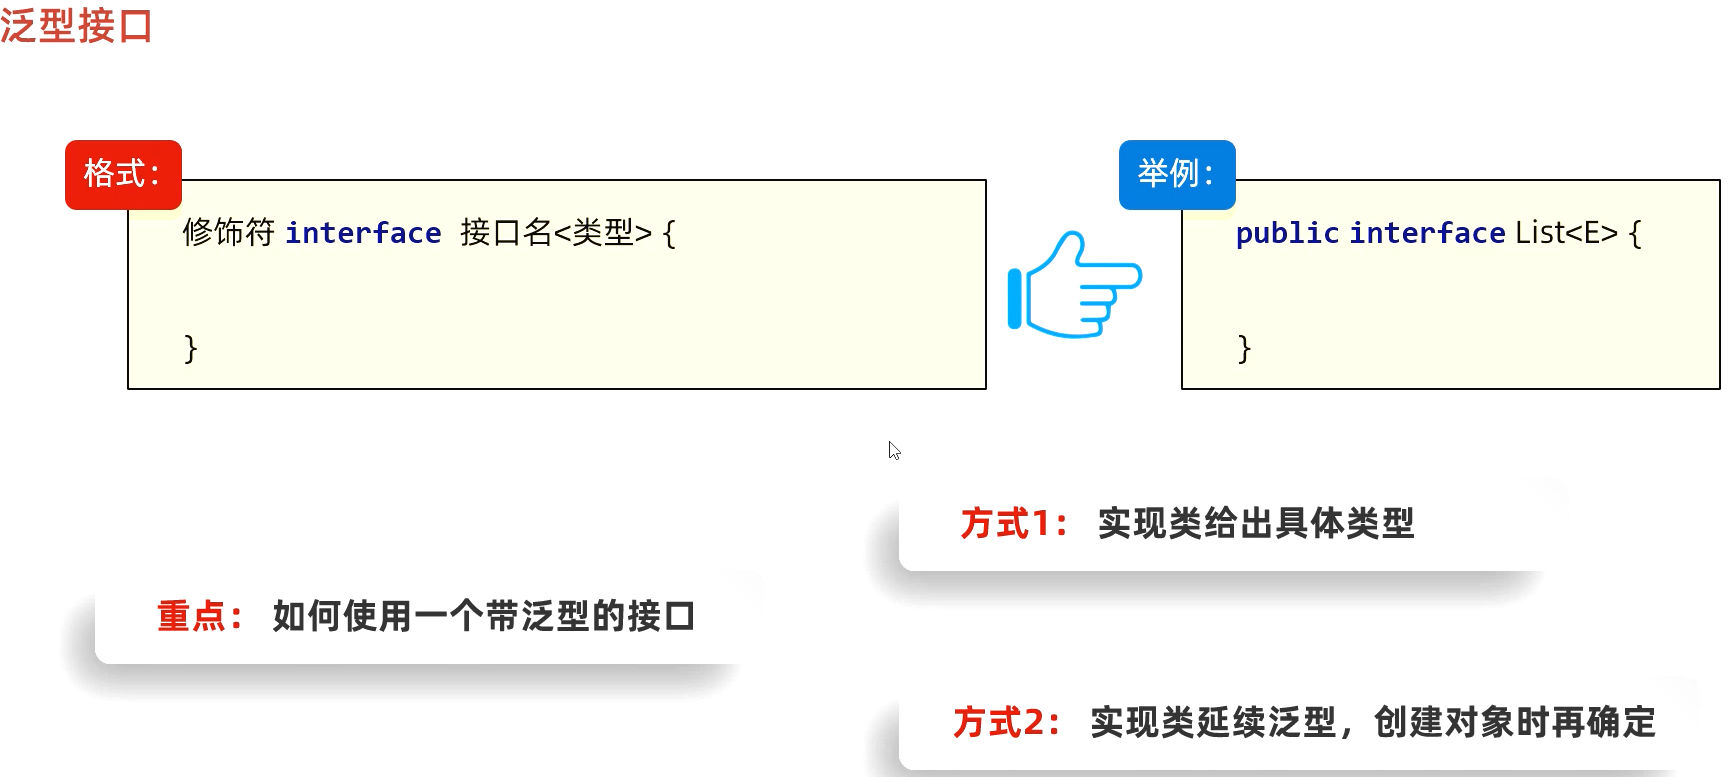 泛型接口
格式：
修饰符 interface 接口名<类型> {
}
举例：
public interface List<E> {
}
重点： 如何使用一个带泛型的接口
方式1： 实现类给出具体类型
方式2： 实现类延续泛型，创建对象时再确定